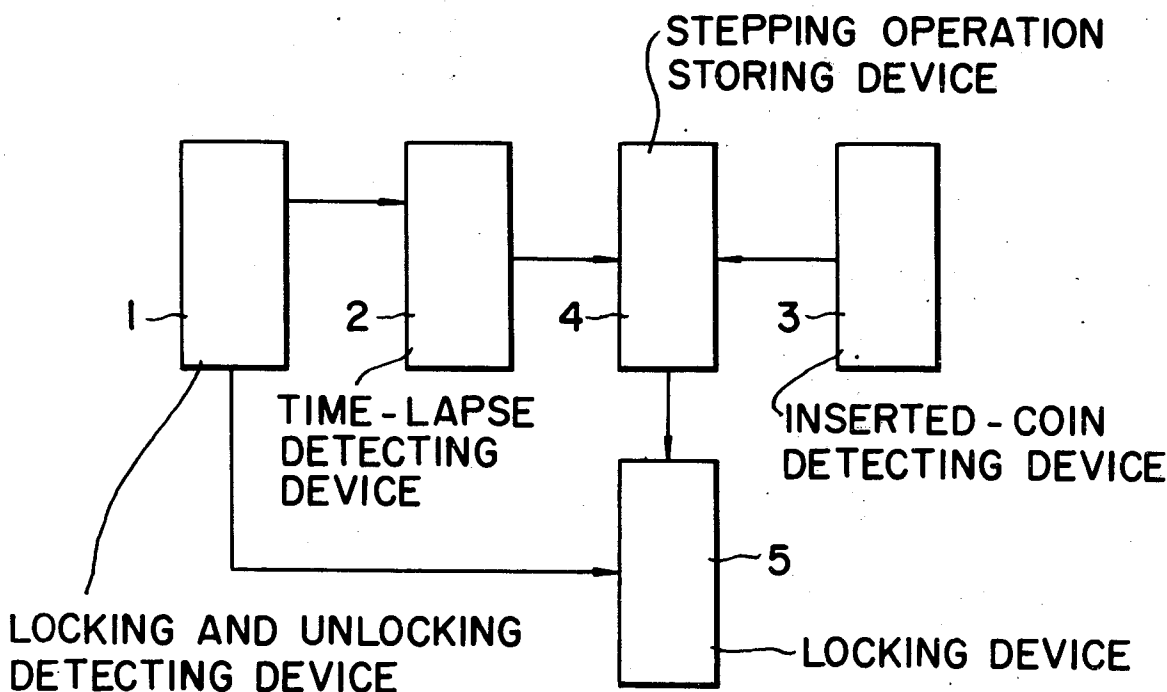 STEPPING OPERATION
STORING DEVICE
1
2
4
3
TIME-LAPSE
DETECTING
DEVICE
INSERTED-COIN
DETECTING DEVICE
5
LOCKING AND UNLOCKING
DETECTING DEVICE
LOCKING DEVICE